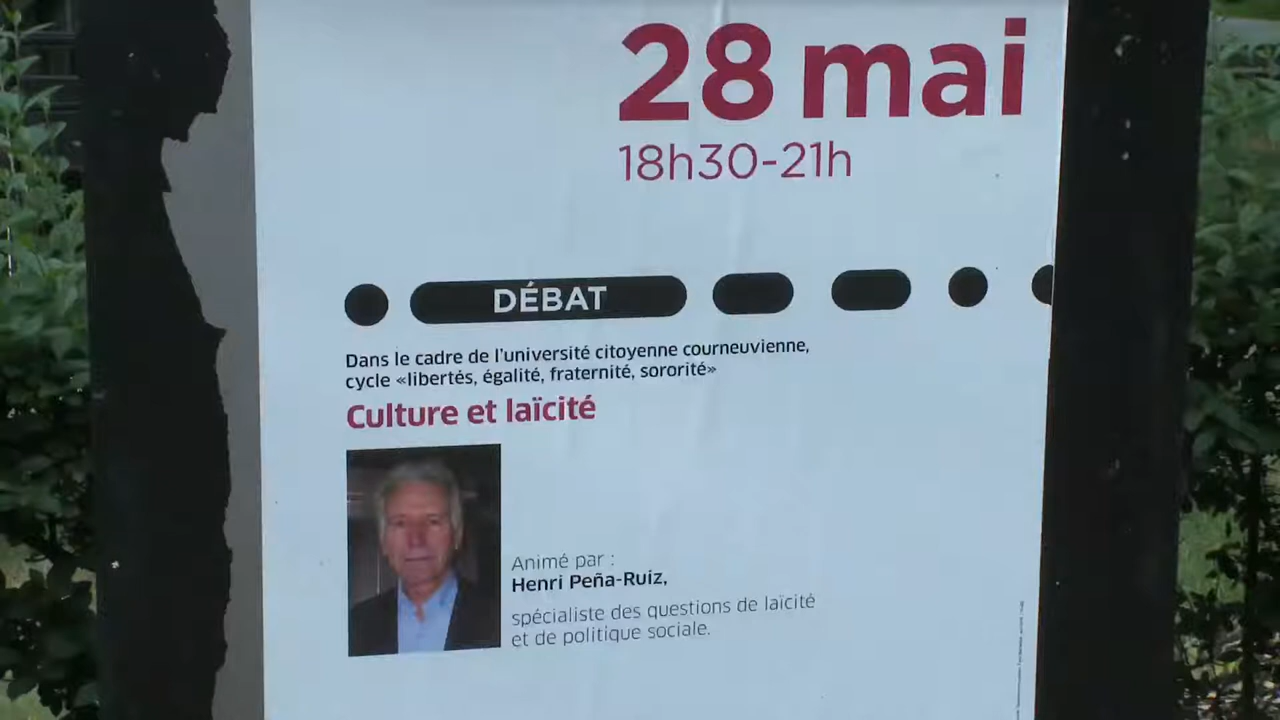 28 mai
18h30-21h
DÉBAT
Dans le cadre de l'université citoyenne courneuvienne,
cycle «libertés, égalité, fraternité, sororité»
Culture et laïcité
Animé par :
Henri Peña-Ruiz,
spécialiste des questions de laïcité
et de politique sociale.